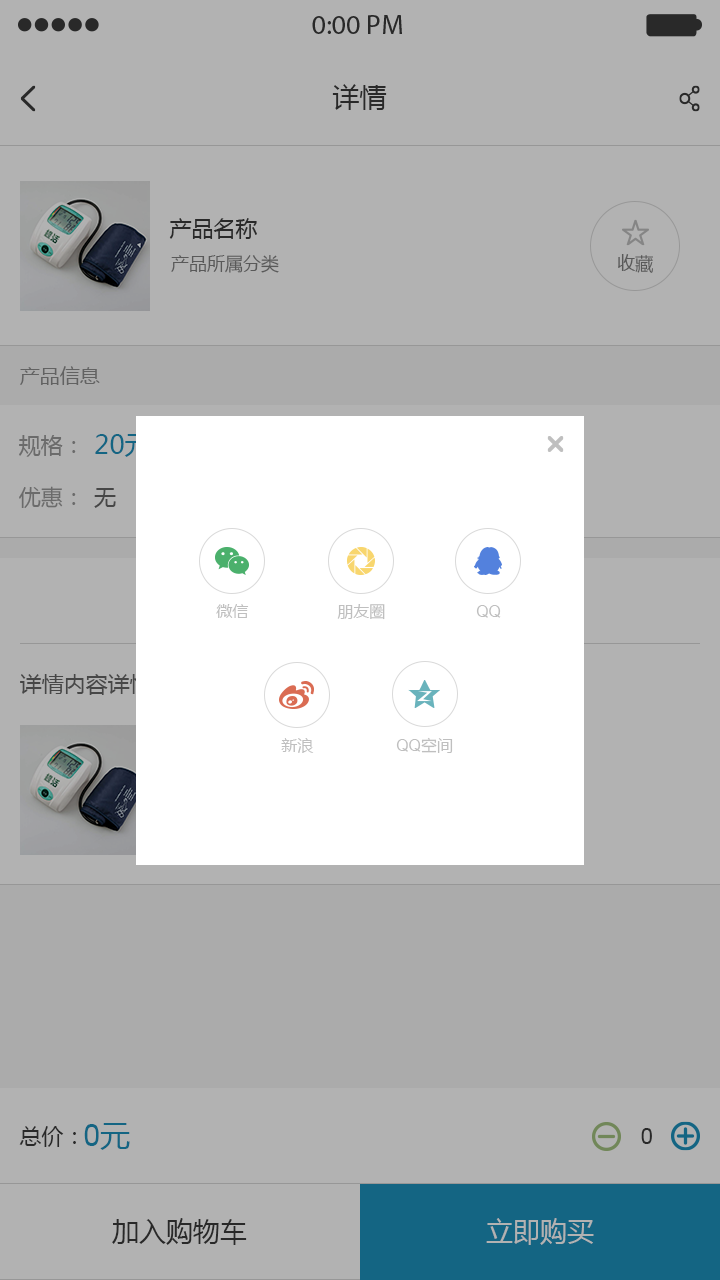 0:00 PM
详情
产品名称
产品所属分类
收藏
产品信息
规格： 20元
优惠： 无
微信
朋友圈
QQ
新浪
QQ空间
详情内容详情
总价：0元
0
加入购物车
立即购买